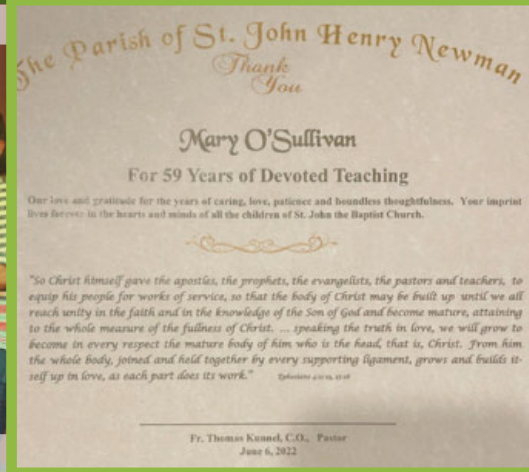 The Parish of St. John Henry Newman
Thank
You
Mary O'Sullivan
For 59 Years of Devoted Teaching
Our love and gratitude for the years of caring, love, patience and boundless thoughtfulness. Your imprint
lives forever in the hearts and minds of all the children of St. John the Baptist Church.
"So Christ himself gave the apostles, the prophets, the evangelists, the pastors and teachers, to
equip his people for works of service, so that the body of Christ may be built up until we all
reach unity in the faith and in the knowledge of the Son of God and become mature, attaining
to the whole measure of the fullness of Christ. ... speaking the truth in love, we will grow to
become in every respect the mature body of him who is the head, that is, Christ. From him
the whole body, joined and held together by every supporting ligament, grows and builds it-
self up in love, as each part does its work." Ephesians
Fr. Thomas Kunnel, C.O., Pastor
June 6, 2022